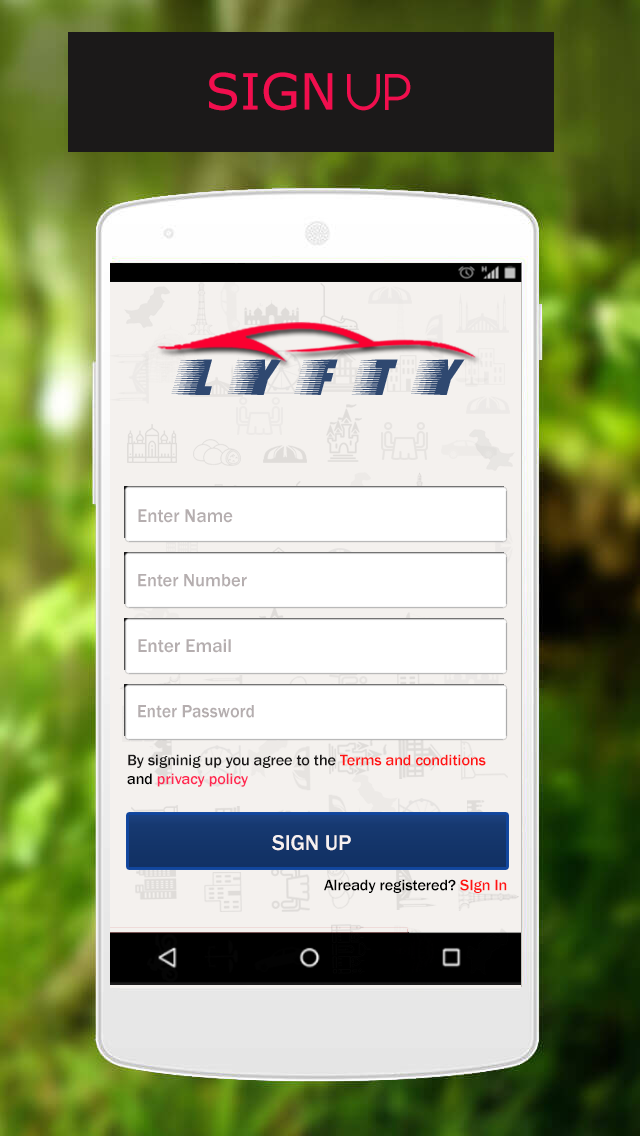 SIGN UP
H
LYFTY
Enter Name
Enter Number
Enter Email
Enter Password
By signinig up you agree to the Terms and conditions
and privacy policy
SIGN UP
Already registered? SIgn In